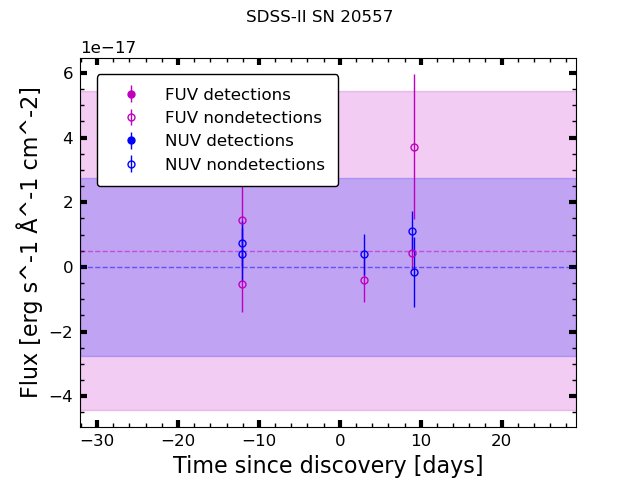 SDSS-II SN 20557
1e−17
FUV detections
FUV nondetections
NUV detections
NUV nondetections
6
4
2
0
−2
−4
−30 −20 −10 0 10 20
Flux [erg s^-1 Å^-1 cm^-2]
Time since discovery [days]